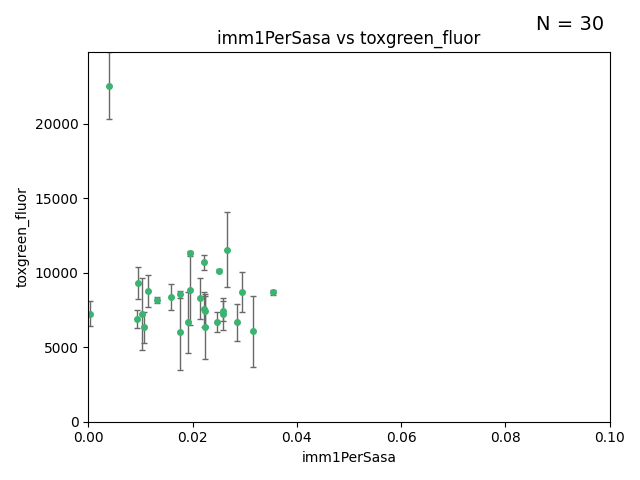 N = 30
imm1PerSasa vs toxgreen_fluor
20000
15000
10000
5000
0
toxgreen_fluor
0.00 0.02 0.04 0.06 0.08 0.10
imm1PerSasa